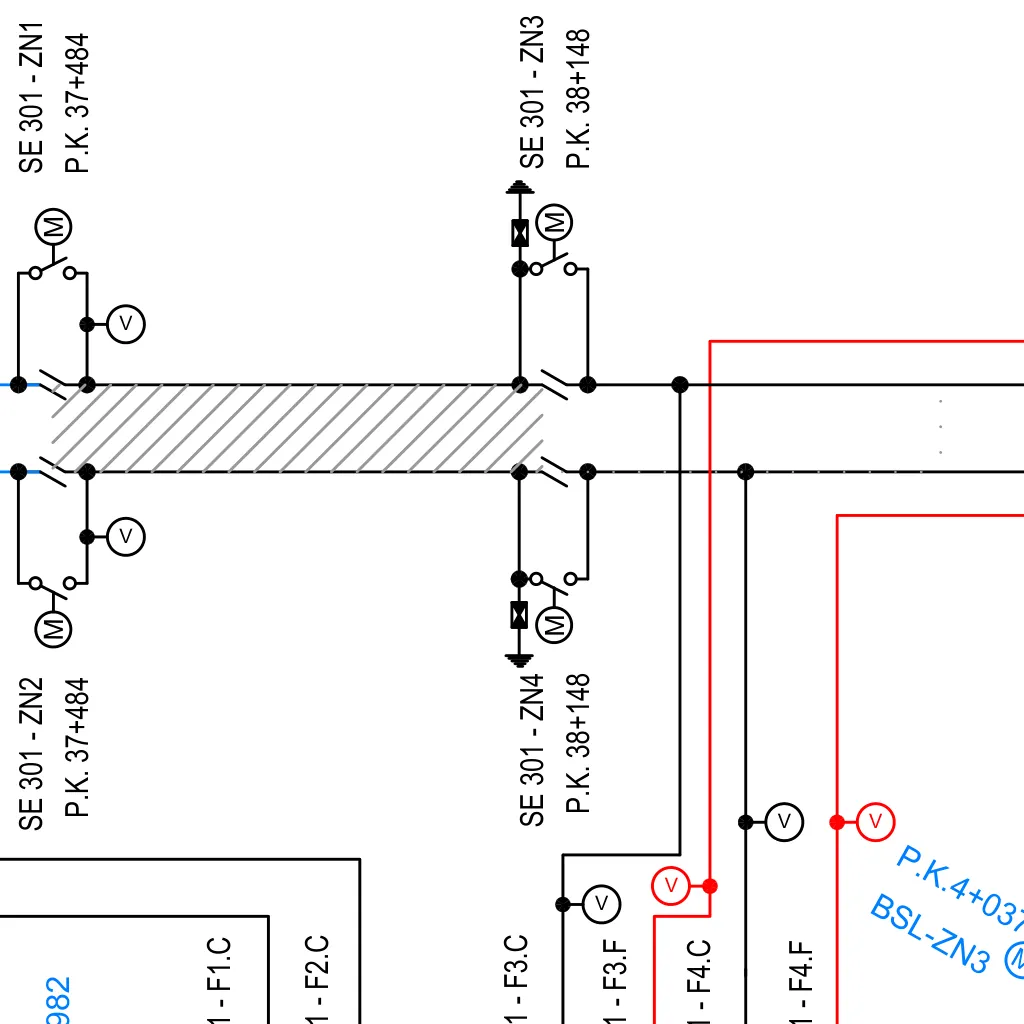 SE 301 - ZN1
P.K. 37+484
SE 301 - ZN3
P.K. 38+148
M
M
V
V
M
M
SE 301 - ZN2
P.K. 37+484
SE 301 - ZN4
P.K. 38+148
V
V
V
V
P.K.4+037
BSL-ZN3
M
982
1 - F1.C
1 - F2.C
1 - F3.C
1 - F3.F
1 - F4.C
1 - F4.F